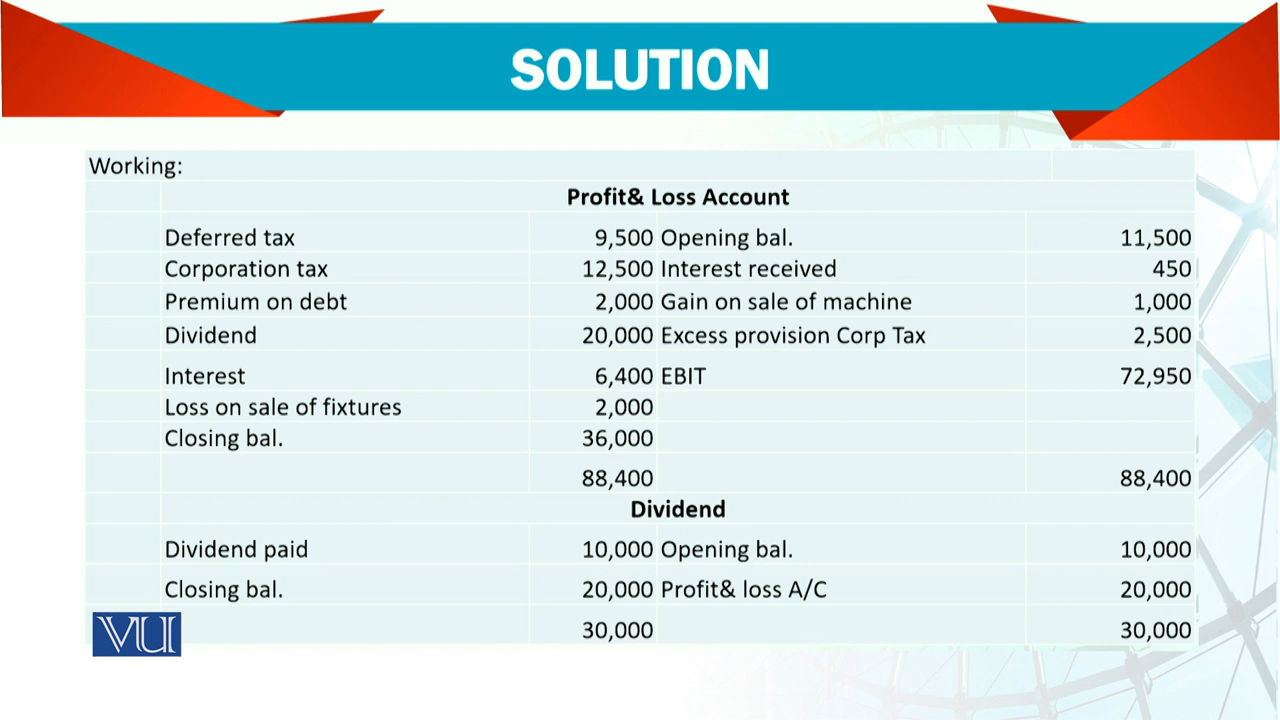 SOLUTION
Working:
Profit& Loss Account
Deferred tax 9,500 Opening bal. 11,500
Corporation tax 12,500 Interest received 450
Premium on debt 2,000 Gain on sale of machine 1,000
Dividend 20,000 Excess provision Corp Tax 2,500
Interest 6,400 EBIT 72,950
Loss on sale of fixtures 2,000
Closing bal. 36,000
88,400 88,400
Dividend
Dividend paid 10,000 Opening bal. 10,000
Closing bal. 20,000 Profit& loss A/C 20,000
30,000 30,000
VU